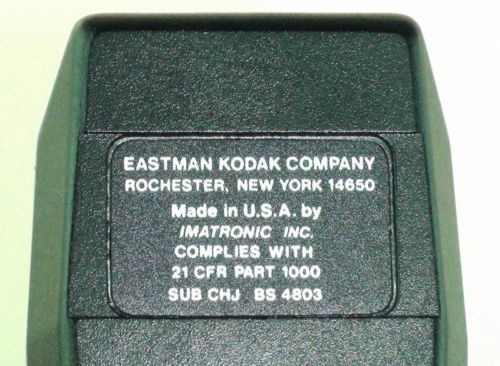 EASTMAN KODAK COMPANY
ROCHESTER, NEW YORK 14650
Made in U.S.A. by
IMATRONIC INC.
COMPLIES WITH
21 CFR PART 1000
SUB CHJ BS 4803